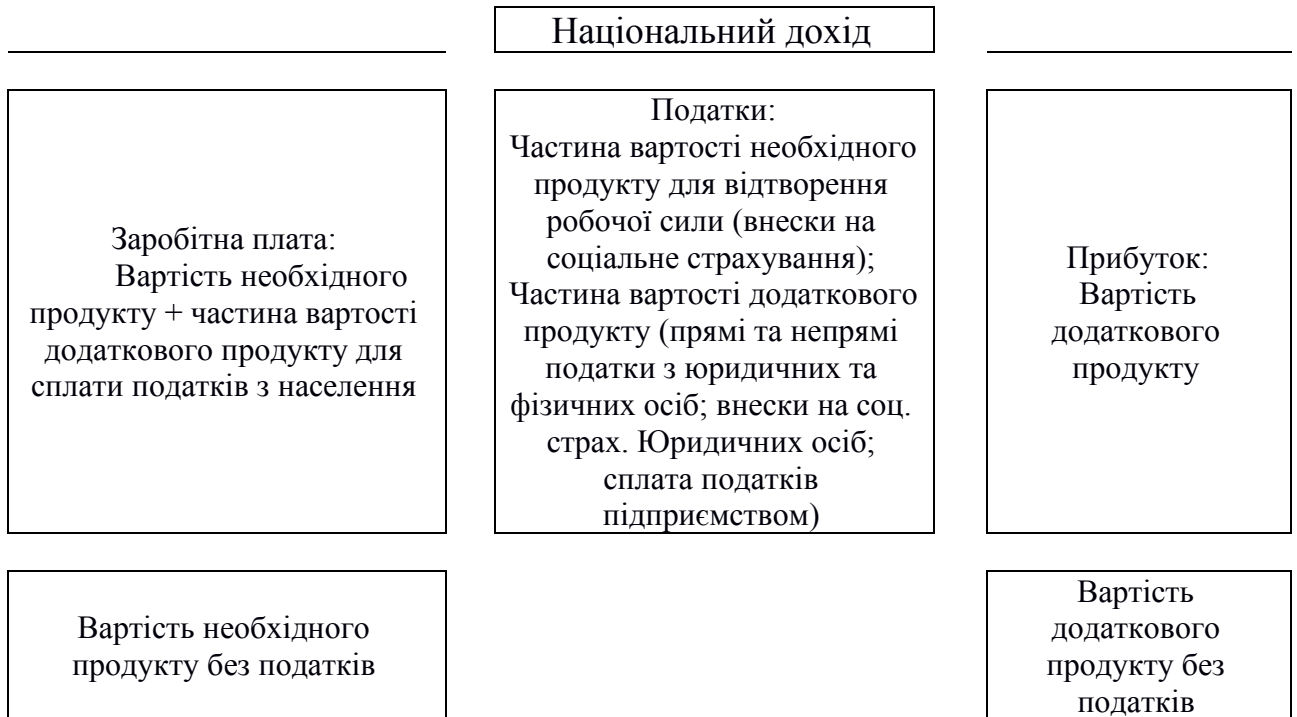 Національний дохід
Заробітна плата:
Вартість необхідного
продукту + частина вартості
додаткового продукту для
сплати податків з населення
Податки:
Частина вартості необхідного
продукту для відтворення
робочої сили (внески на
соціальне страхування);
Частина вартості додаткового
продукту (прямі та непрямі
податки з юридичних та
фізичних осіб; внески на соц.
страх. Юридичних осіб;
сплата податків
підприємством)
Прибуток:
Вартість
додаткового
продукту
Вартість необхідного
продукту без податків
Вартість
додаткового
продукту без
податків